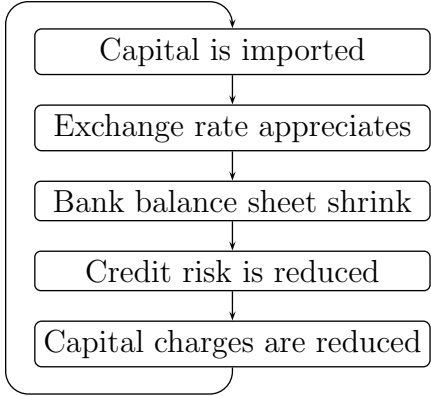 Capital is imported
Exchange rate appreciates
Bank balance sheet shrink
Credit risk is reduced
Capital charges are reduced